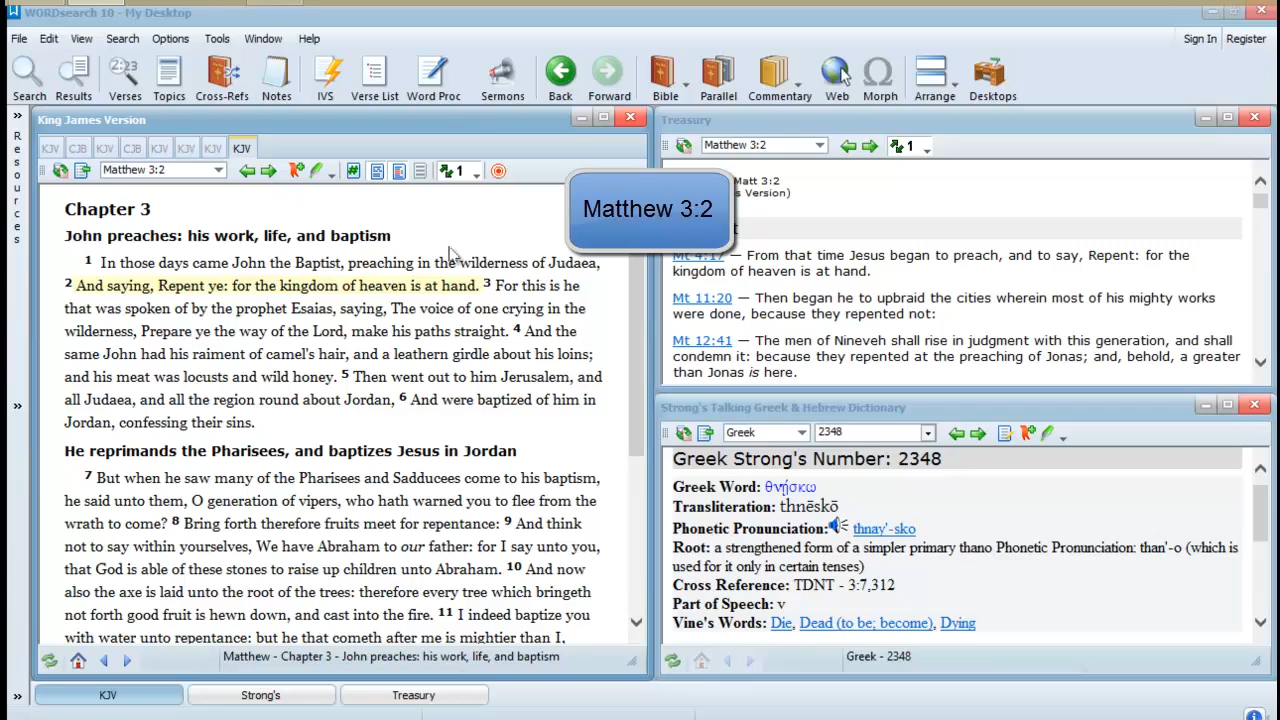 WORDsearch 10 - My Desktop
File Edit View Search Options Tools Window Help Sign In Register
2:23
Search Results Verses Topics Cross-Refs Notes IVS Verse List Word Proc Sermons Back Forward Bible Parallel Commentary Web Morph Arrange Desktops
»
Resources
»
»
King James Version
KJV CJB KJV CJB KJV KJV KJV KJV
Matthew 3:2 1
Chapter 3
John preaches: his work, life, and baptism
1 In those days came John the Baptist, preaching in the wilderness of Judaea,
2 And saying, Repent ye: for the kingdom of heaven is at hand. 3 For this is he
that was spoken of by the prophet Esaias, saying, The voice of one crying in the
wilderness, Prepare ye the way of the Lord, make his paths straight. 4 And the
same John had his raiment of camel's hair, and a leathern girdle about his loins;
and his meat was locusts and wild honey. 5 Then went out to him Jerusalem, and
all Judaea, and all the region round about Jordan, 6 And were baptized of him in
Jordan, confessing their sins.
He reprimands the Pharisees, and baptizes Jesus in Jordan
7 But when he saw many of the Pharisees and Sadducees come to his baptism,
he said unto them, O generation of vipers, who hath warned you to flee from the
wrath to come? 8 Bring forth therefore fruits meet for repentance: 9 And think
not to say within yourselves, We have Abraham to our father: for I say unto you,
that God is able of these stones to raise up children unto Abraham. 10 And now
also the axe is laid unto the root of the trees: therefore every tree which bringeth
not forth good fruit is hewn down, and cast into the fire. 11 I indeed baptize you
with water unto repentance: but he that cometh after me is mightier than I,
Matthew - Chapter 3 - John preaches: his work, life, and baptism
Matthew 3:2
Treasury
Matthew 3:2 1
Matt 3:2
Version)
Mt 4:17 — From that time Jesus began to preach, and to say, Repent: for the
kingdom of heaven is at hand.
Mt 11:20 — Then began he to upbraid the cities wherein most of his mighty works
were done, because they repented not:
Mt 12:41 — The men of Nineveh shall rise in judgment with this generation, and shall
condemn it: because they repented at the preaching of Jonas; and, behold, a greater
than Jonas is here.
Strong's Talking Greek & Hebrew Dictionary
Greek 2348
Greek Strong's Number: 2348
Greek Word: θνῄσκω
Transliteration: thnēskō
Phonetic Pronunciation: thnay'-sko
Root: a strengthened form of a simpler primary thano Phonetic Pronunciation: than'-o (which is
used for it only in certain tenses)
Cross Reference: TDNT - 3:7,312
Part of Speech: v
Vine's Words: Die, Dead (to be; become), Dying
Greek - 2348
KJV Strong's Treasury